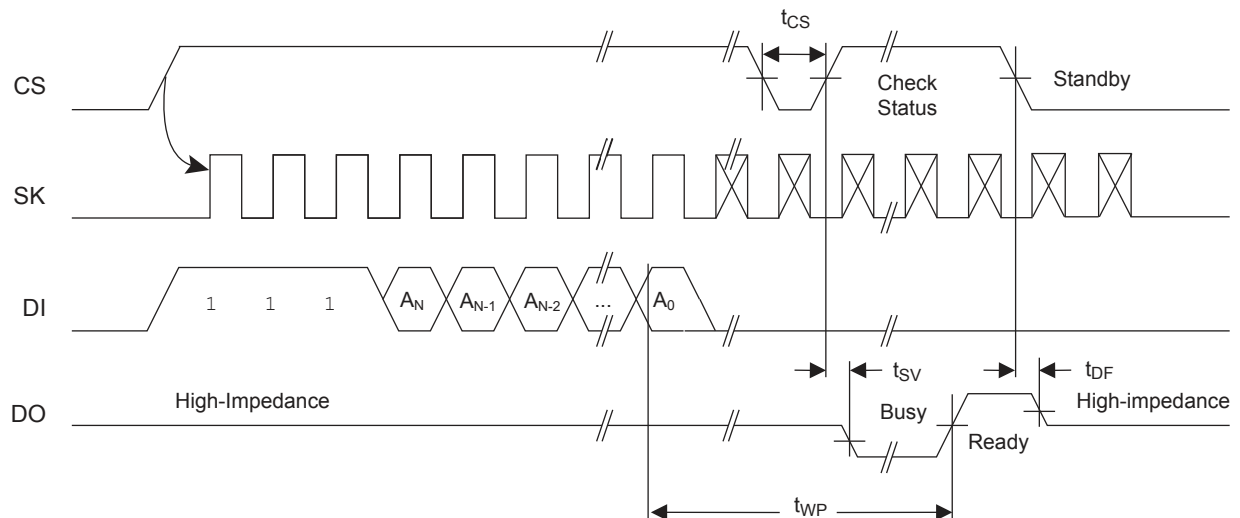 tCS
CS
Check
Status
Standby
SK
DI
1 1 1 AN AN-1 AN-2 ... A0
tSV
tDF
DO
High-Impedance
Busy
Ready
High-impedance
tWP